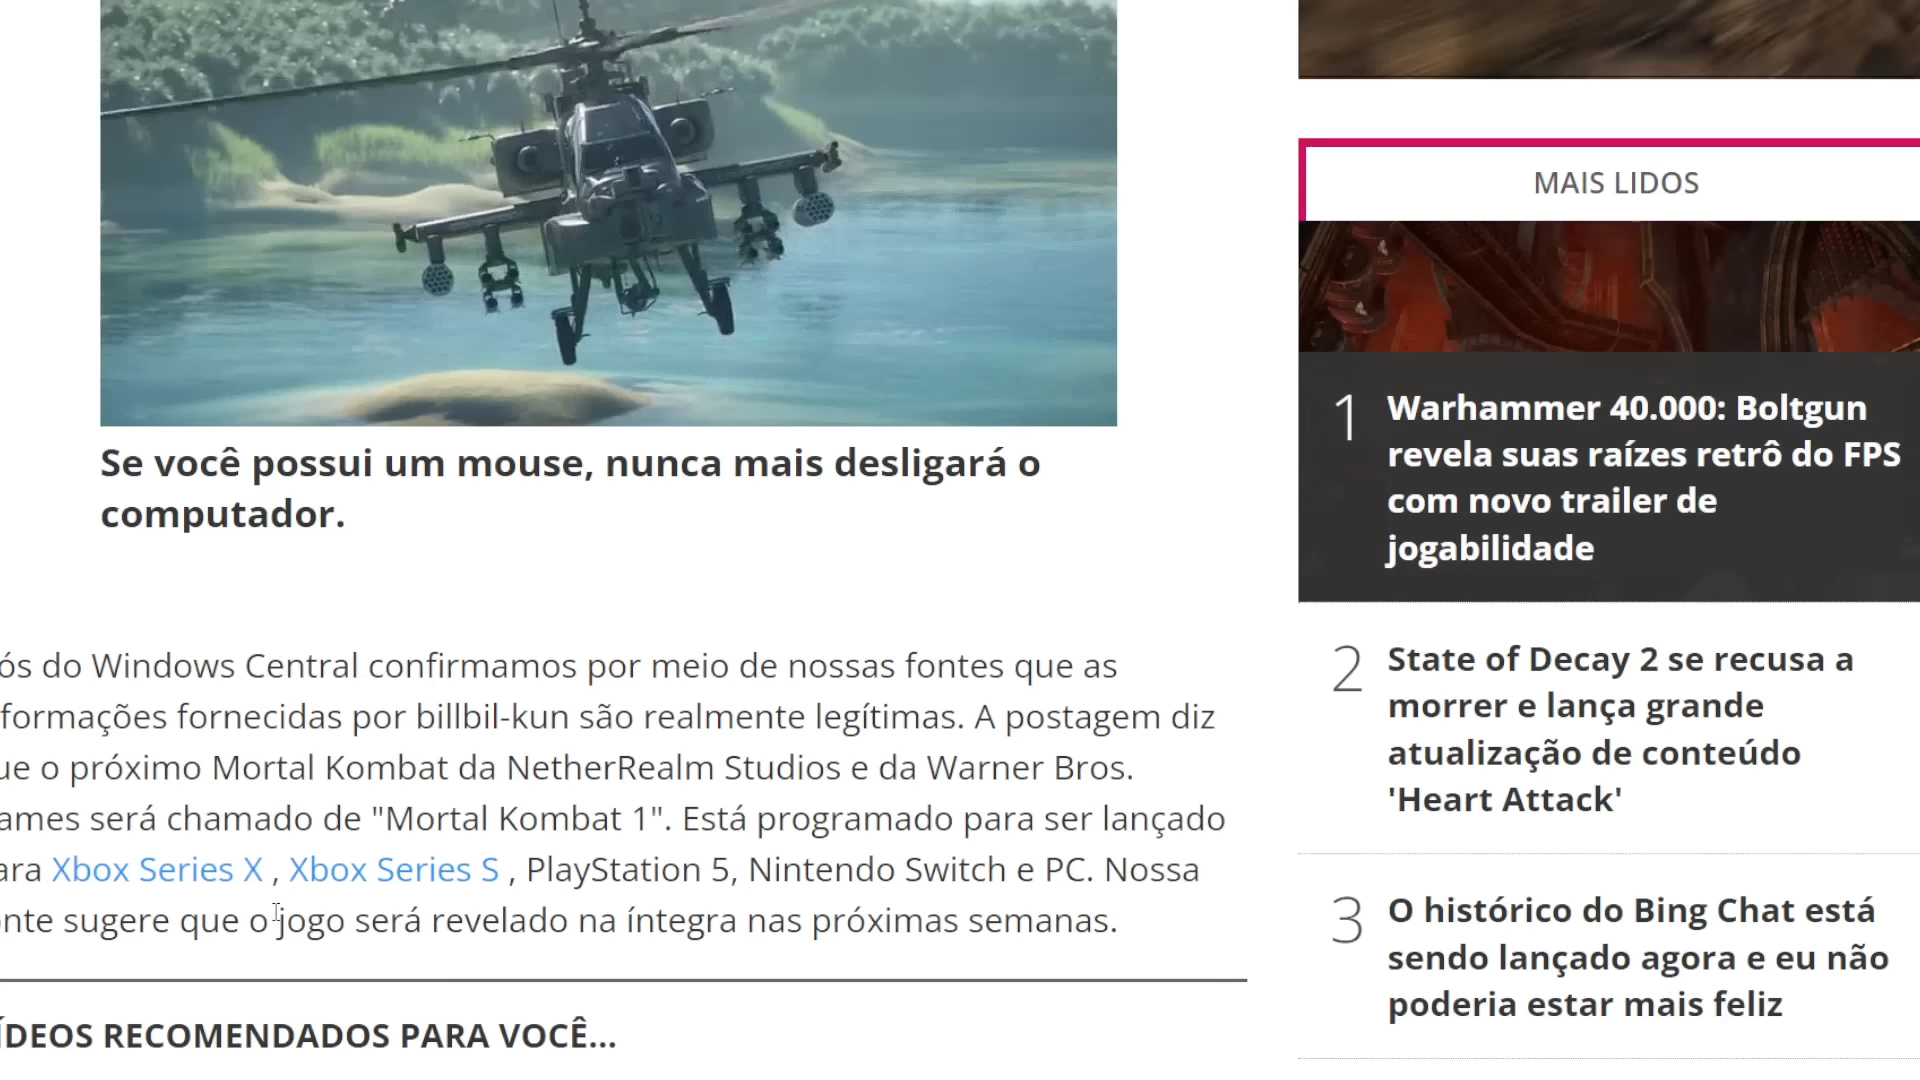 Se você possui um mouse, nunca mais desligará o
computador.
ós do Windows Central confirmamos por meio de nossas fontes que as
formações fornecidas por billbil-kun são realmente legítimas. A postagem diz
ue o próximo Mortal Kombat da NetherRealm Studios e da Warner Bros.
ames será chamado de "Mortal Kombat 1". Está programado para ser lançado
ara Xbox Series X , Xbox Series S , PlayStation 5, Nintendo Switch e PC. Nossa
onte sugere que o jogo será revelado na íntegra nas próximas semanas.
ÍDEOS RECOMENDADOS PARA VOCÊ...
MAIS LIDOS
1 Warhammer 40.000: Boltgun
revela suas raízes retrô do FPS
com novo trailer de
jogabilidade
2 State of Decay 2 se recusa a
morrer e lança grande
atualização de conteúdo
'Heart Attack'
3 O histórico do Bing Chat está
sendo lançado agora e eu não
poderia estar mais feliz